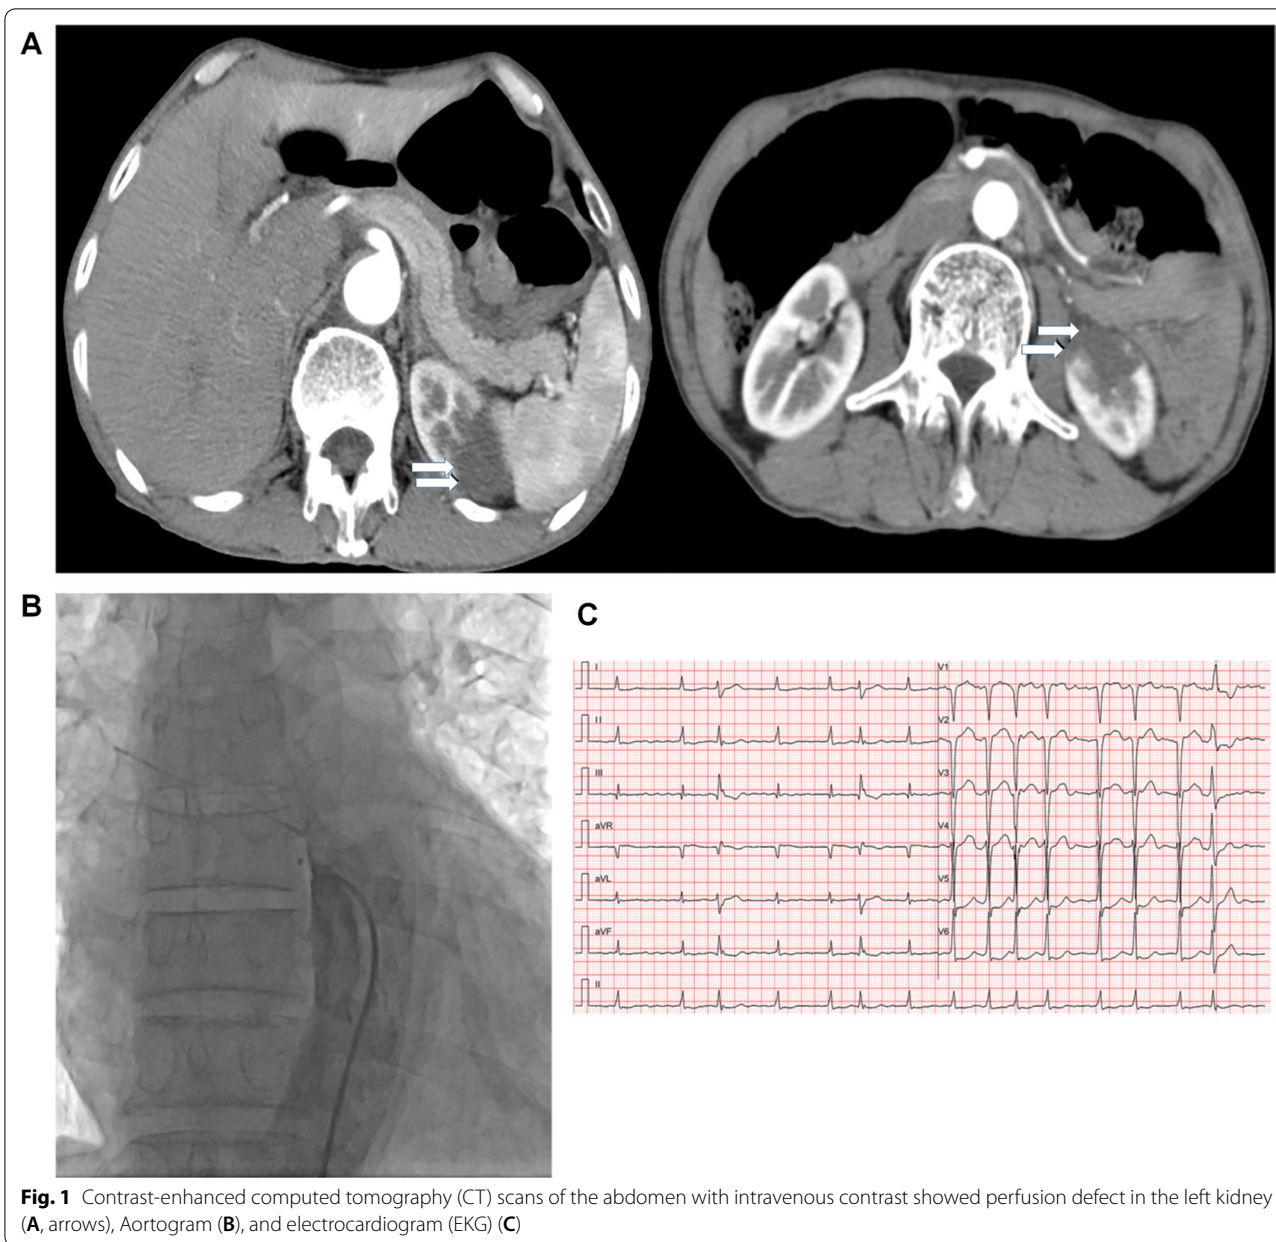 A
B
C
I
V1
II
V2
III
V3
aVR
V4
aVL
V5
aVF
V6
II
Fig. 1 Contrast-enhanced computed tomography (CT) scans of the abdomen with intravenous contrast showed perfusion defect in the left kidney
(A, arrows), Aortogram (B), and electrocardiogram (EKG) (C)